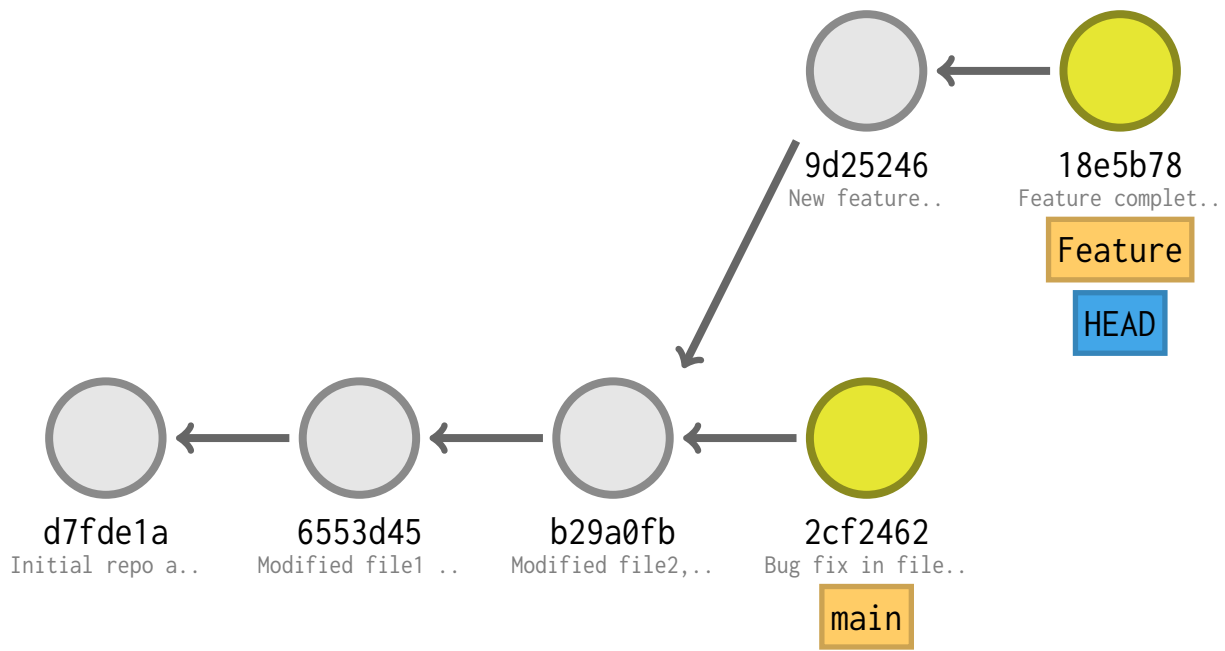 9d25246
New feature..
18e5b78
Feature complet..
Feature
HEAD
d7fde1a
Initial repo a..
6553d45
Modified file1 ..
b29a0fb
Modified file2,..
2cf2462
Bug fix in file..
main